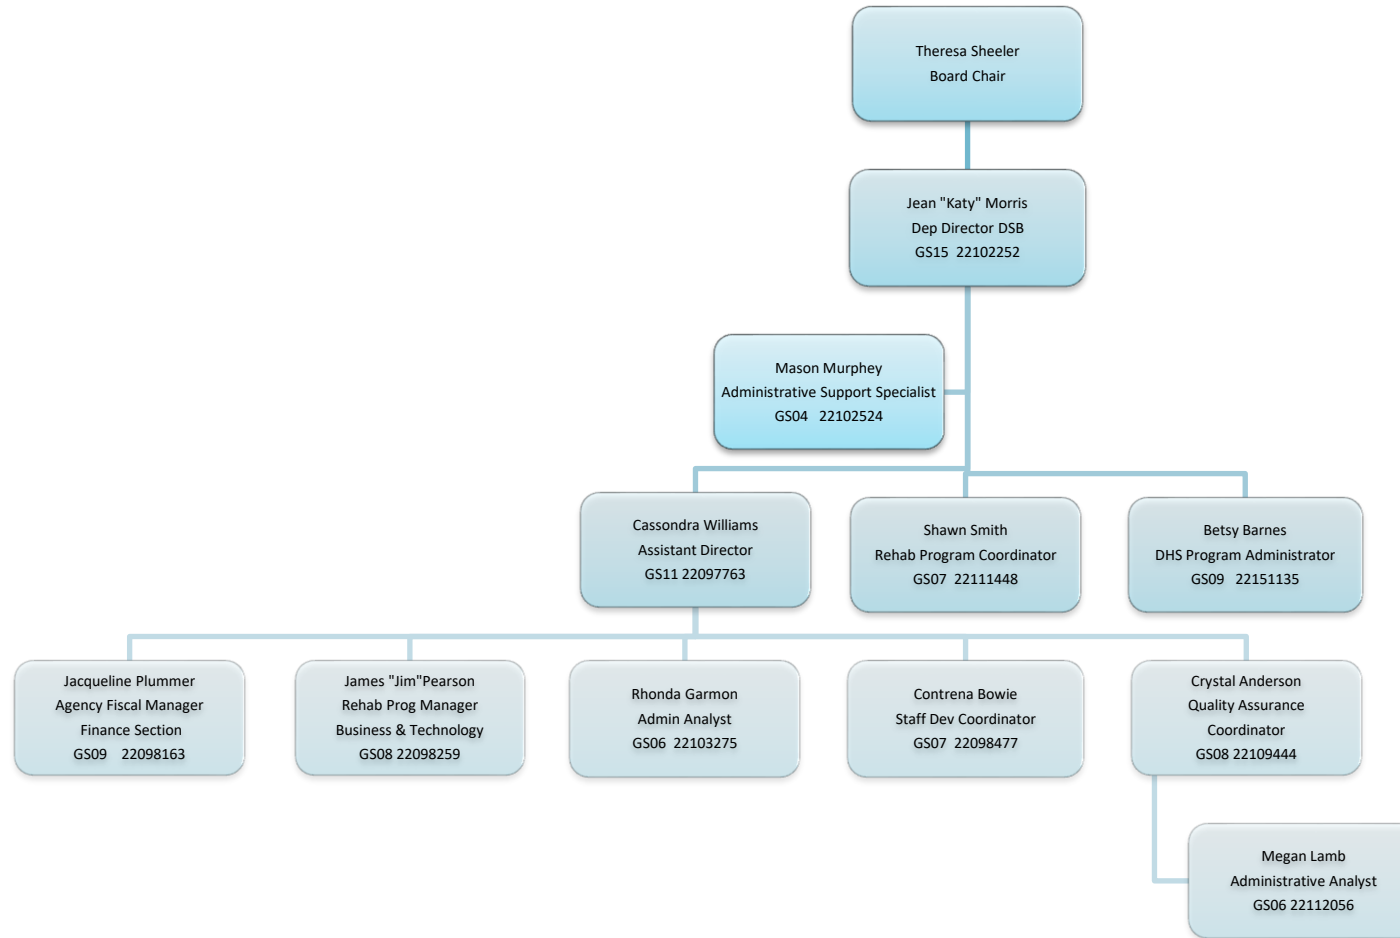 Theresa Sheeler
Board Chair
Jean "Katy" Morris
Dep Director DSB
GS15 22102252
Mason Murphey
Administrative Support Specialist
GS04 22102524
Cassondra Williams
Assistant Director
GS11 22097763
Shawn Smith
Rehab Program Coordinator
GS07 22111448
Betsy Barnes
DHS Program Administrator
GS09 22151135
Jacqueline Plummer
Agency Fiscal Manager
Finance Section
GS09 22098163
James "Jim"Pearson
Rehab Prog Manager
Business & Technology
GS08 22098259
Rhonda Garmon
Admin Analyst
GS06 22103275
Contrena Bowie
Staff Dev Coordinator
GS07 22098477
Crystal Anderson
Quality Assurance
Coordinator
GS08 22109444
Megan Lamb
Administrative Analyst
GS06 22112056